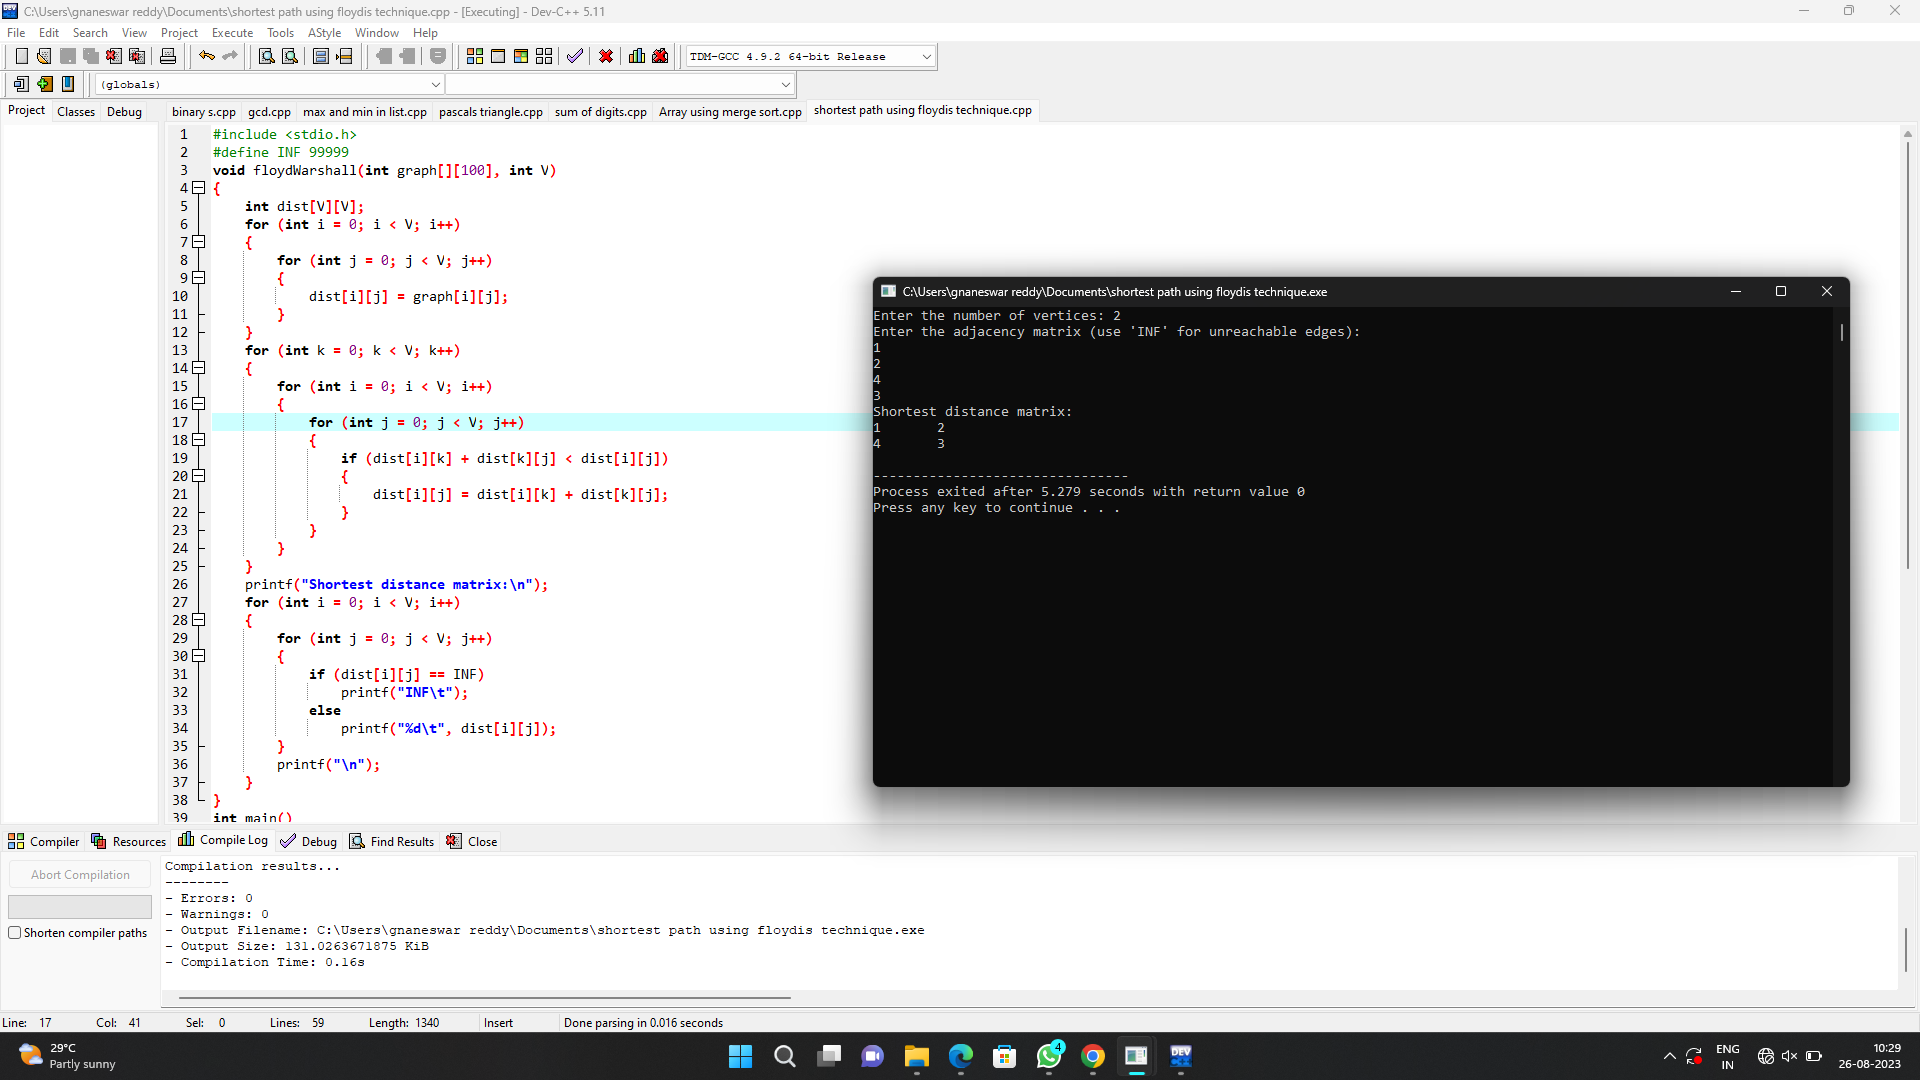 C:\Users\gnaneswar reddy\Documents\shortest path using floydis technique.cpp - [Executing] - Dev-C++ 5.11
File Edit Search View Project Execute Tools AStyle Window Help
TDM-GCC 4.9.2 64-bit Release
(globals)
Project Classes Debug
binary s.cpp gcd.cpp max and min in list.cpp pascals triangle.cpp sum of digits.cpp Array using merge sort.cpp shortest path using floydis technique.cpp
1 #include <stdio.h>
2 #define INF 99999
3 void floydWarshall(int graph[][100], int V)
4 {
5 int dist[V][V];
6 for (int i = 0; i < V; i++)
7 {
8 for (int j = 0; j < V; j++)
9 {
10 dist[i][j] = graph[i][j];
11 }
12 }
13 for (int k = 0; k < V; k++)
14 {
15 for (int i = 0; i < V; i++)
16 {
17 for (int j = 0; j < V; j++)
18 {
19 if (dist[i][k] + dist[k][j] < dist[i][j])
20 {
21 dist[i][j] = dist[i][k] + dist[k][j];
22 }
23 }
24 }
25 }
26 printf("Shortest distance matrix:\n");
27 for (int i = 0; i < V; i++)
28 {
29 for (int j = 0; j < V; j++)
30 {
31 if (dist[i][j] == INF)
32 printf("INF\t");
33 else
34 printf("%d\t", dist[i][j]);
35 }
36 printf("\n");
37 }
38 }
39 int main()
C:\Users\gnaneswar reddy\Documents\shortest path using floydis technique.exe
Enter the number of vertices: 2
Enter the adjacency matrix (use 'INF' for unreachable edges):
1
2
4
3
Shortest distance matrix:
1 2
4 3
--------------------------------
Process exited after 5.279 seconds with return value 0
Press any key to continue . . .
Compiler Resources Compile Log Debug Find Results Close
Abort Compilation
Shorten compiler paths
Compilation results...
--------
- Errors: 0
- Warnings: 0
- Output Filename: C:\Users\gnaneswar reddy\Documents\shortest path using floydis technique.exe
- Output Size: 131.0263671875 KiB
- Compilation Time: 0.16s
Line: 17 Col: 41 Sel: 0 Lines: 59 Length: 1340 Insert Done parsing in 0.016 seconds
29°C
Partly sunny
4
DEV
ENG
IN
10:29
26-08-2023